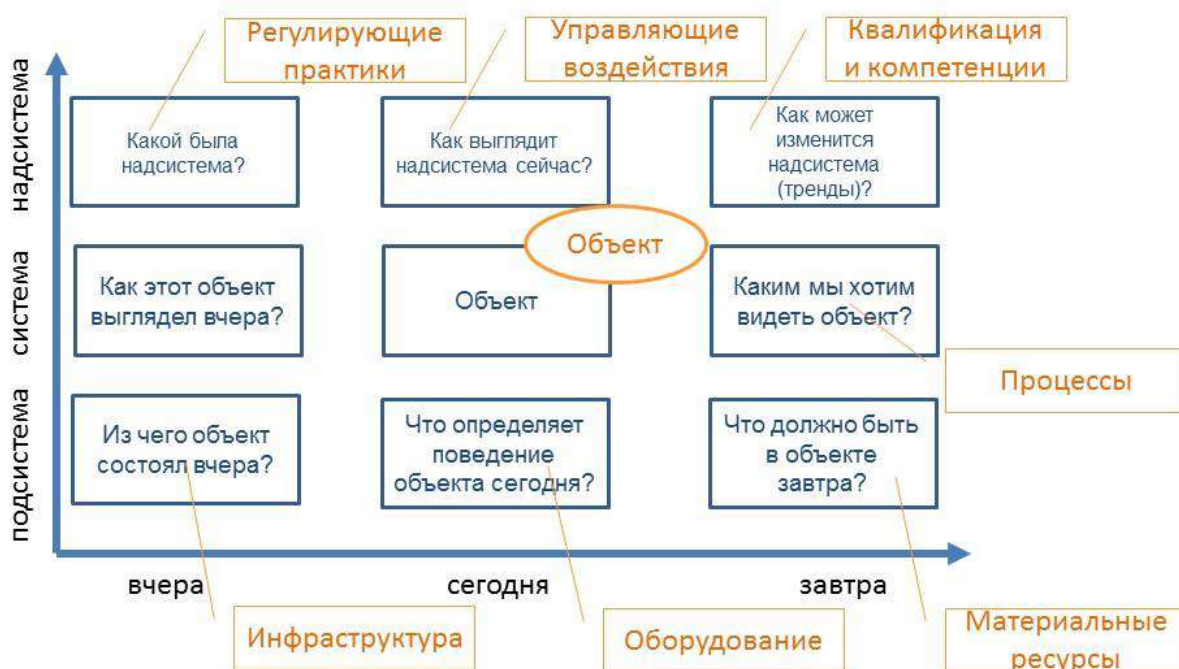 Регулирующие
практики
Управляющие
воздействия
Квалификация
и компетенции
надсистема
Какой была
надсистема?
Как выглядит
надсистема сейчас?
Как может
изменится
надсистема
(тренды)?
Объект
система
Как этот объект
выглядел вчера?
Объект
Каким мы хотим
видеть объект?
Процессы
подсистема
Из чего объект
состоял вчера?
Что определяет
поведение
объекта сегодня?
Что должно быть
в объекте
завтра?
вчера
сегодня
завтра
Инфраструктура
Оборудование
Материальные
ресурсы